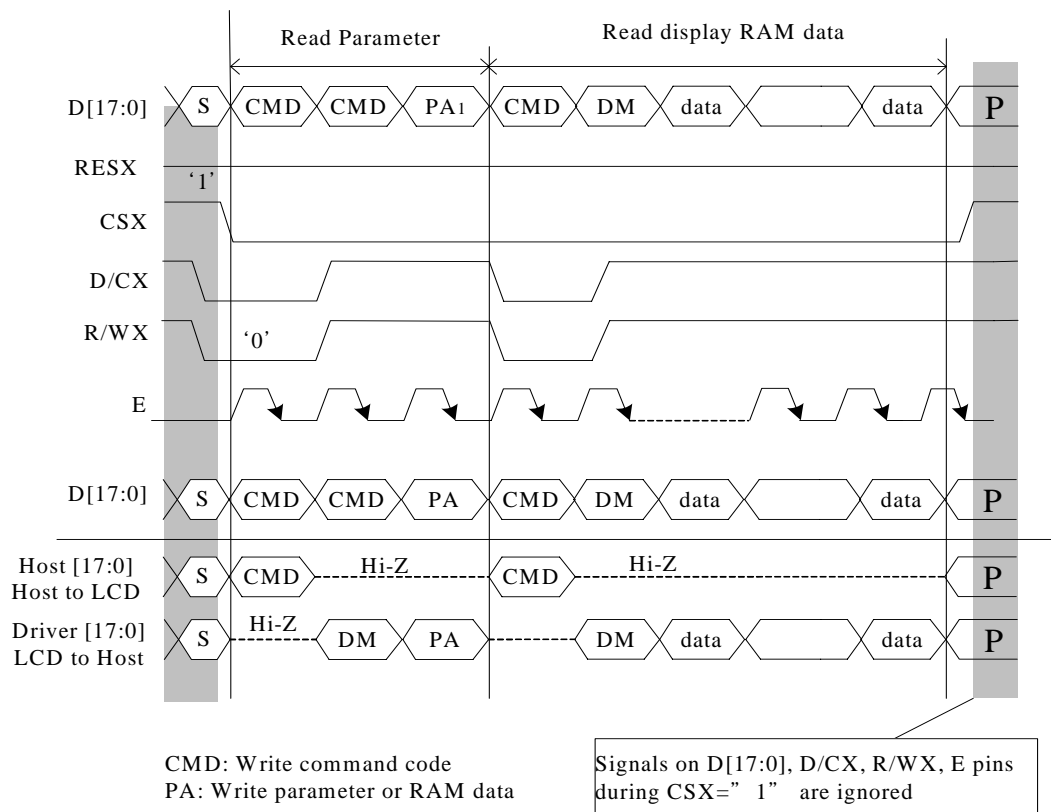 Read Parameter Read display RAM data
D[17:0] S CMD CMD PA1 CMD DM data data P
RESX
‘1’
CSX
D/CX
R/WX ‘0’
E
D[17:0] S CMD CMD PA CMD DM data data P
Host [17:0] S CMD Hi-Z CMD Hi-Z P
Host to LCD
Driver [17:0] S Hi-Z DM PA DM data data P
LCD to Host
CMD: Write command code
PA: Write parameter or RAM data
Signals on D[17:0], D/CX, R/WX, E pins
during CSX=” 1” are ignored